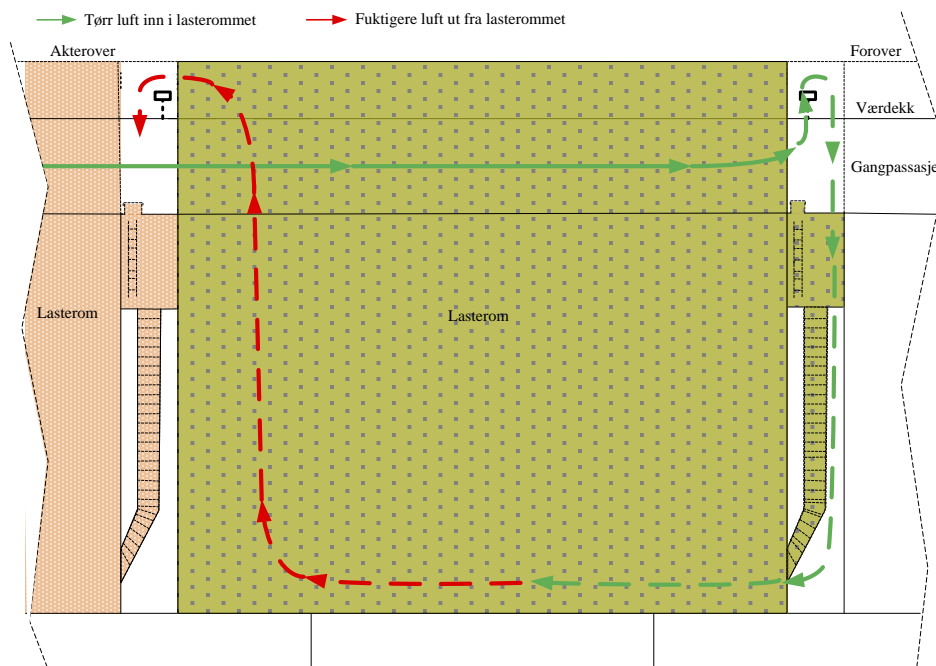 Tørr luft inn i lasterommet
Fuktigere luft ut fra lasterommet
Akterover
Forover
Værdekk
Gangpassasje
Lasterom
Lasterom